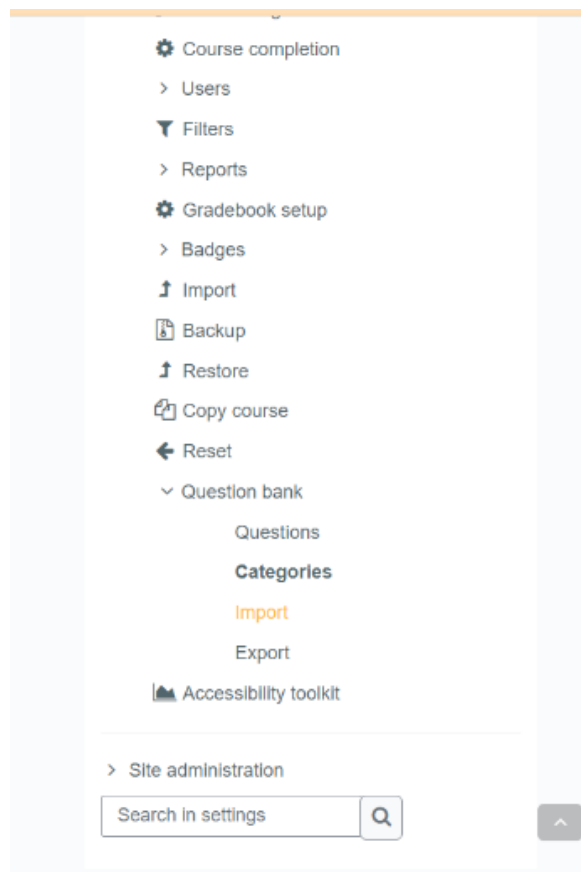 Course completion
Users
Filters
Reports
Gradebook setup
Badges
Import
Backup
Restore
Copy course
Reset
Question bank
Questions
Categories
Import
Export
Accessibility toolkit
Site administration
Search in settings